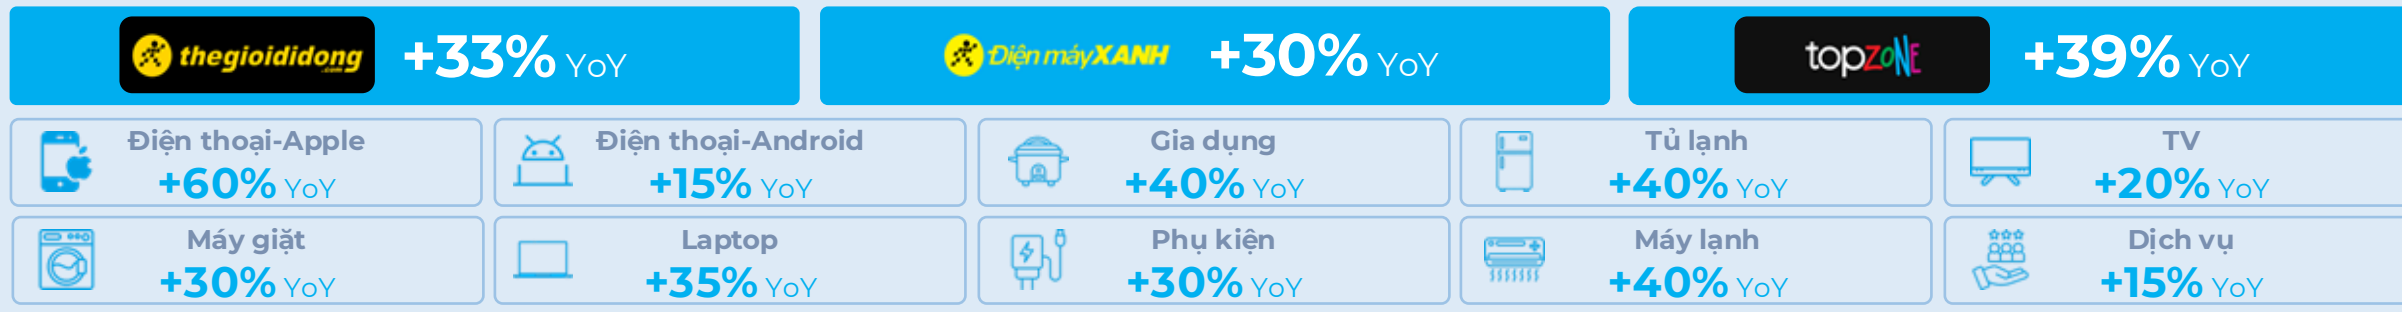 thegioididong.com +33% YoY
Điện máyXANH +30% YoY
topzone +39% YoY
Điện thoại-Apple
+60% YoY
Điện thoại-Android
+15% YoY
Gia dụng
+40% YoY
Tủ lạnh
+40% YoY
TV
+20% YoY
Máy giặt
+30% YoY
Laptop
+35% YoY
Phụ kiện
+30% YoY
Máy lạnh
+40% YoY
Dịch vụ
+15% YoY